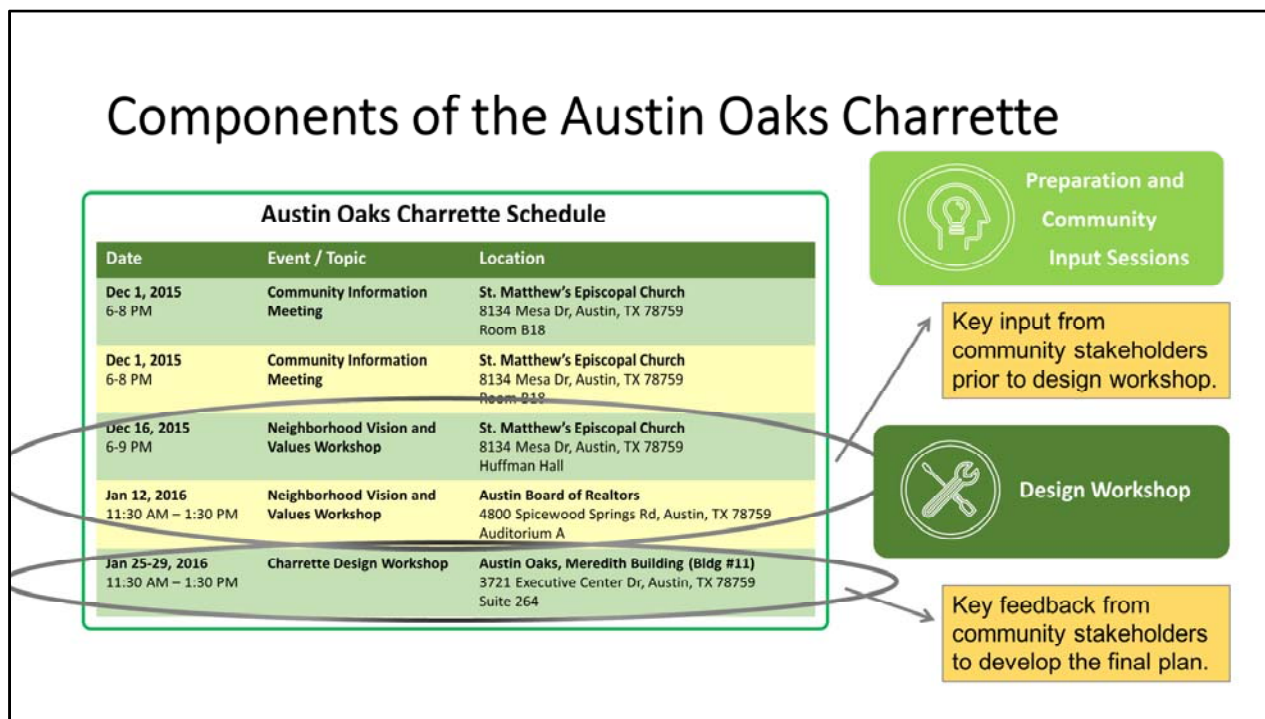 Components of the Austin Oaks Charrette
Austin Oaks Charrette Schedule
Date Event / Topic Location
Dec 1, 2015 Community Information St. Matthew's Episcopal Church
6-8 PM Meeting 8134 Mesa Dr, Austin, TX 78759
Room B18
Dec 1, 2015 Community Information St. Matthew's Episcopal Church
6-8 PM Meeting 8134 Mesa Dr, Austin, TX 78759
Room B18
Dec 16, 2015 Neighborhood Vision and St. Matthew's Episcopal Church
6-9 PM Values Workshop 8134 Mesa Dr, Austin, TX 78759
Huffman Hall
Jan 12, 2016 Neighborhood Vision and Austin Board of Realtors
11:30 AM – 1:30 PM Values Workshop 4800 Spicewood Springs Rd, Austin, TX 78759
Auditorium A
Jan 25-29, 2016 Charrette Design Workshop Austin Oaks, Meredith Building (Bldg #11)
11:30 AM – 1:30 PM 3721 Executive Center Dr, Austin, TX 78759
Suite 264
Preparation and
Community
Input Sessions
Key input from
community stakeholders
prior to design workshop.
Design Workshop
Key feedback from
community stakeholders
to develop the final plan.